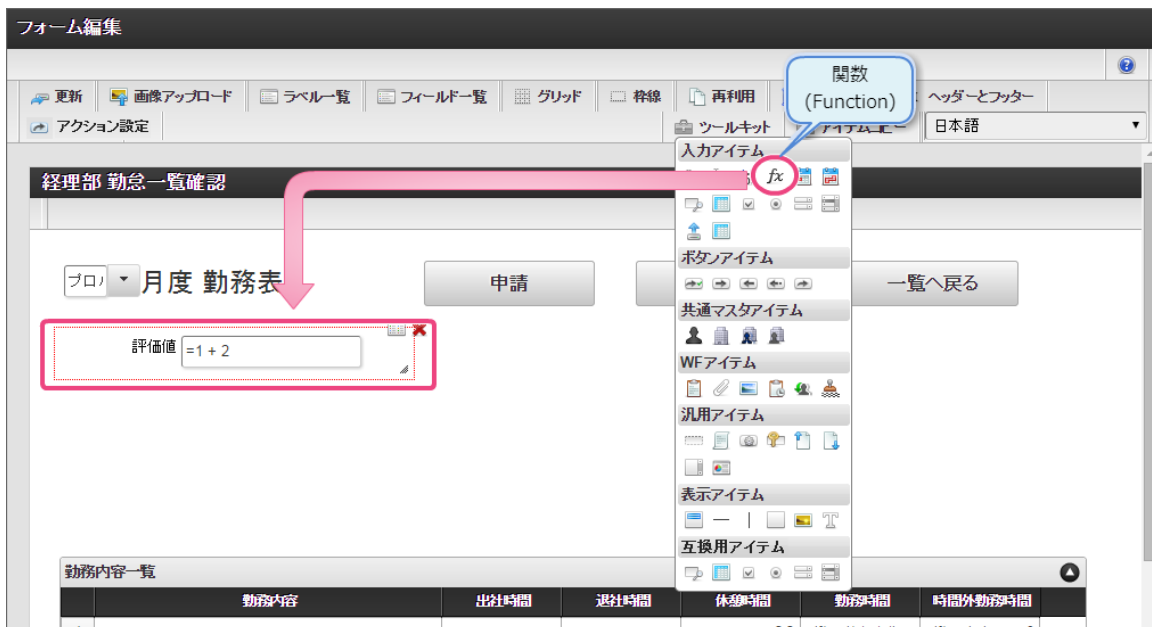 フォーム編集
関数
(Function)
更新 画像アップロード ラベル一覧 フィールド一覧 グリッド 枠線 再利用 ヘッダーとフッター
アクション設定 ツールキット アイテムコピー 日本語
入力アイテム
経理部 勤怠一覧確認
fx
ボタンアイテム
月度 勤務表 申請 一覧へ戻る
共通マスタアイテム
評価値 =1 + 2
WFアイテム
汎用アイテム
表示アイテム
互換用アイテム
勤務内容一覧
勤務内容 出社時間 退社時間 休憩時間 勤務時間 時間外勤務時間